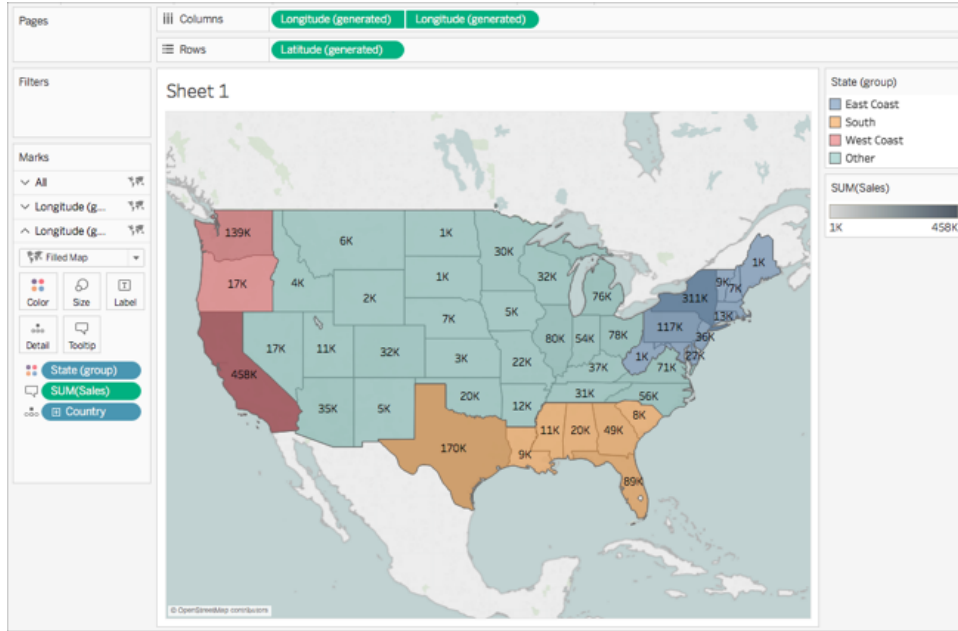 Pages
Columns
Longitude (generated) Longitude (generated)
Rows
Latitude (generated)
Filters
Marks
All
Longitude (g...
Longitude (g...
Filled Map
Color Size Label
Detail Tooltip
State (group)
SUM(Sales)
Country
Sheet 1
139K
6K
1K
30K
1K
9K
7K
17K
4K
1K
32K
76K
311K
13K
2K
5K
117K
36K
7K
17K
11K
32K
80K
54K
78K
1K
27K
3K
22K
37K
71K
458K
35K
5K
20K
12K
31K
56K
8K
170K
9K
11K
20K
49K
89K
© OpenStreetMap contributors
State (group)
East Coast
South
West Coast
Other
SUM(Sales)
1K 458K